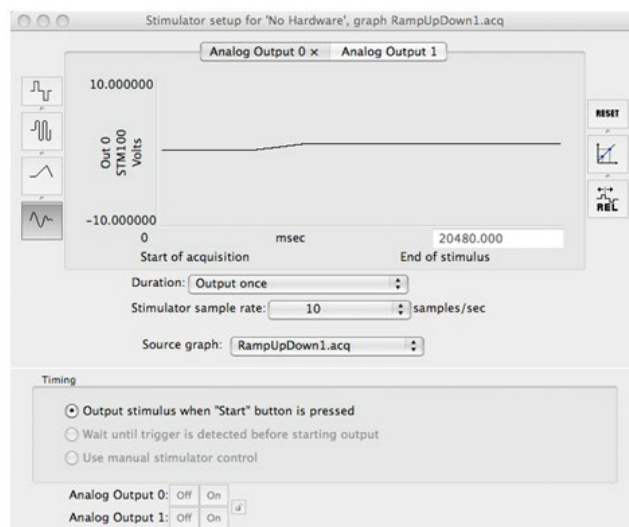 Stimulator setup for 'No Hardware', graph RampUpDown1.acq
Analog Output 0 × Analog Output 1
10.000000
Out 0
STM100
Volts
-10.000000
0 msec 20480.000
Start of acquisition End of stimulus
RESET
REL
Duration: Output once
Stimulator sample rate: 10 samples/sec
Source graph: RampUpDown1.acq
Timing
Output stimulus when "Start" button is pressed
Wait until trigger is detected before starting output
Use manual stimulator control
Analog Output 0: Off On
Analog Output 1: Off On